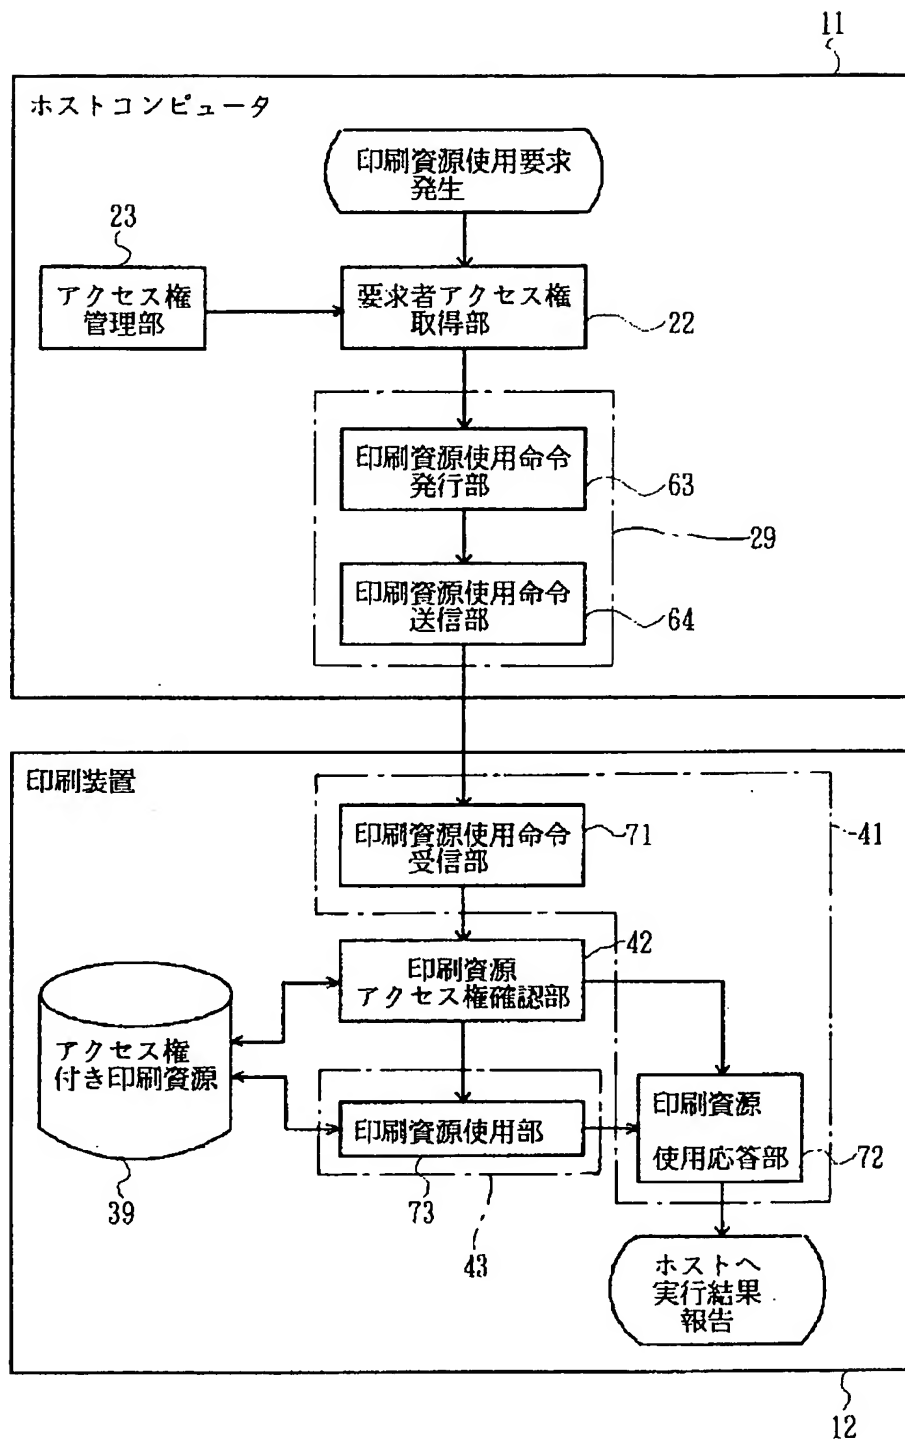 11
ホストコンピュータ
印刷資源使用要求
発生
23
アクセス権
管理部
要求者アクセス権
取得部
22
印刷資源使用命令
発行部
63
29
印刷資源使用命令
送信部
64
印刷装置
印刷資源使用命令
受信部
71
41
42
印刷資源
アクセス権確認部
アクセス権
付き印刷資源
39
印刷資源使用部
73
43
印刷資源
使用応答部
72
ホストへ
実行結果
報告
12